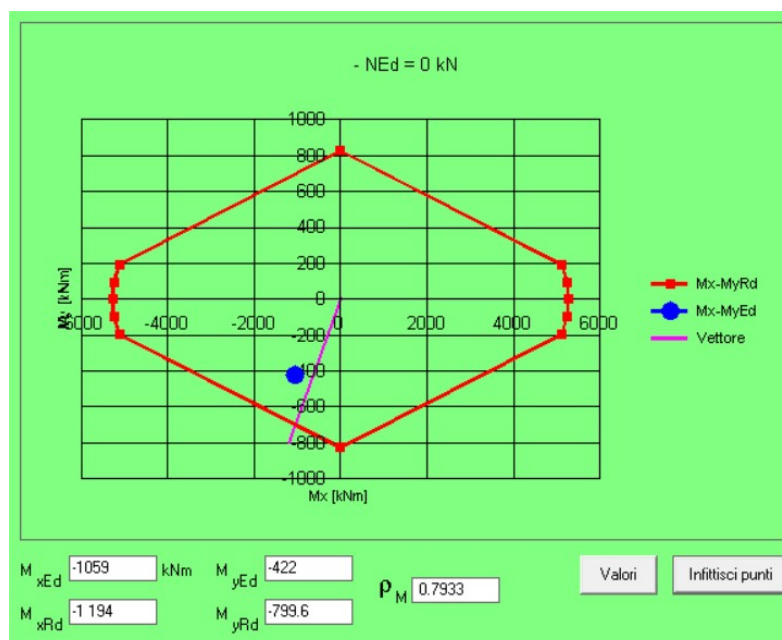 - NEd = 0 kN
1000
800
600
400
200
0
-200
-400
-600
-800
-1000
-4000 -2000 0 2000 4000 6000
[kNm]
Mx [kNm]
Mx-MyRd
Mx-MyEd
Vettore
M xEd -1059 kNm M yEd -422
M xRd -1 194 M yRd -799.6
ρ M 0.7933
Valori Infittisci punti